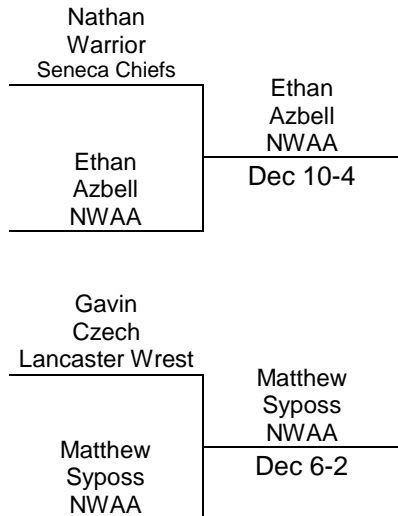 Nathan
Warrior
Seneca Chiefs
Ethan
Azbell
NWAA
Dec 10-4
Ethan
Azbell
NWAA
Gavin
Czech
Lancaster Wrest
Matthew
Syposs
NWAA
Dec 6-2
Matthew
Syposs
NWAA